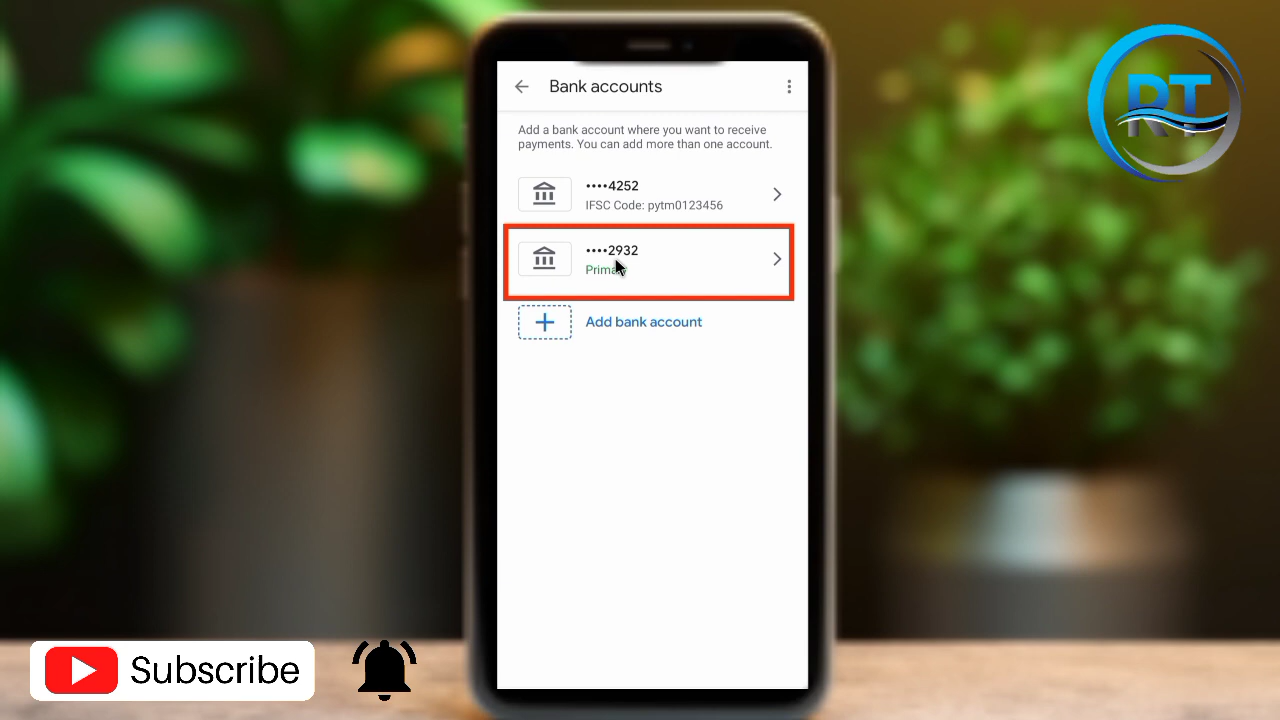 RT
Bank accounts
Add a bank account where you want to receive
payments. You can add more than one account.
••••4252
IFSC Code: pytm0123456
••••2932
Add bank account
Subscribe